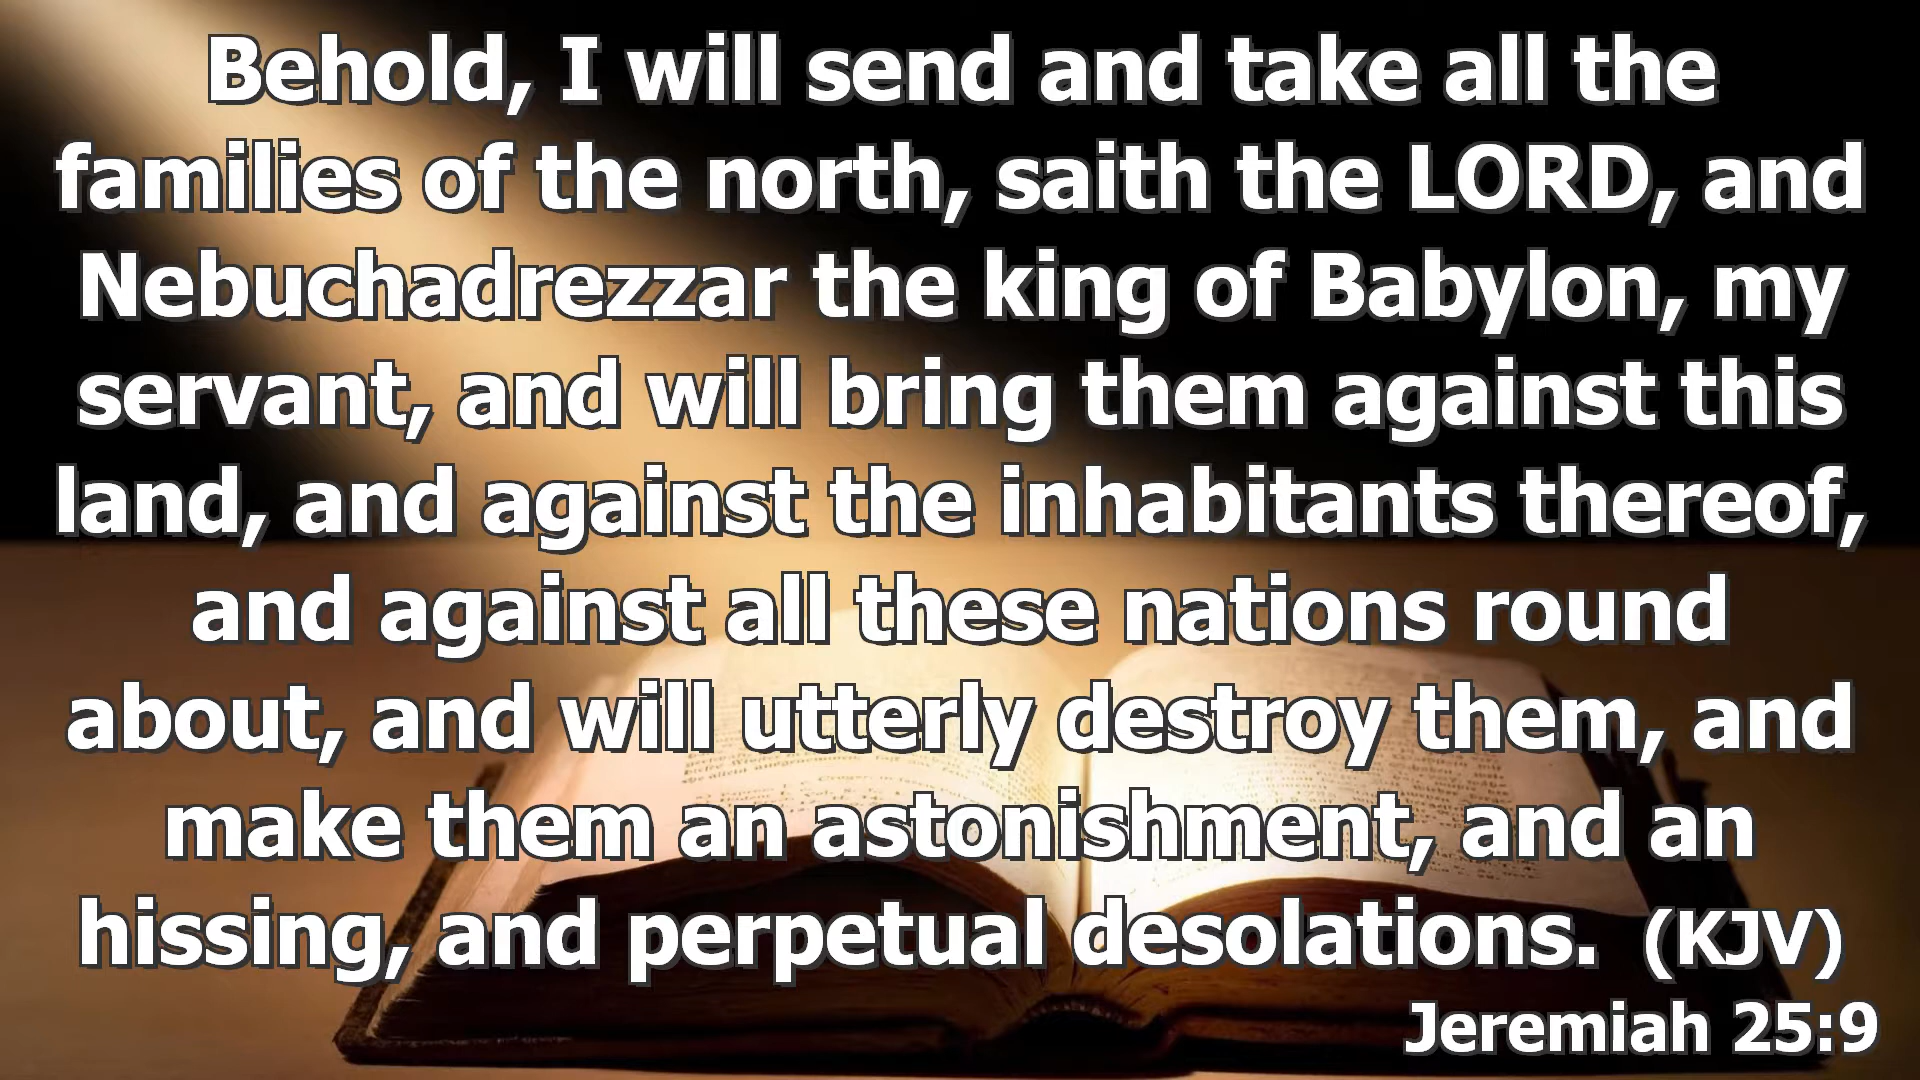 Behold, I will send and take all the
families of the north, saith the LORD, and
Nebuchadrezzar the king of Babylon, my
servant, and will bring them against this
land, and against the inhabitants thereof,
and against all these nations round
about, and will utterly destroy them, and
make them an astonishment, and an
hissing, and perpetual desolations. (KJV)
Jeremiah 25:9